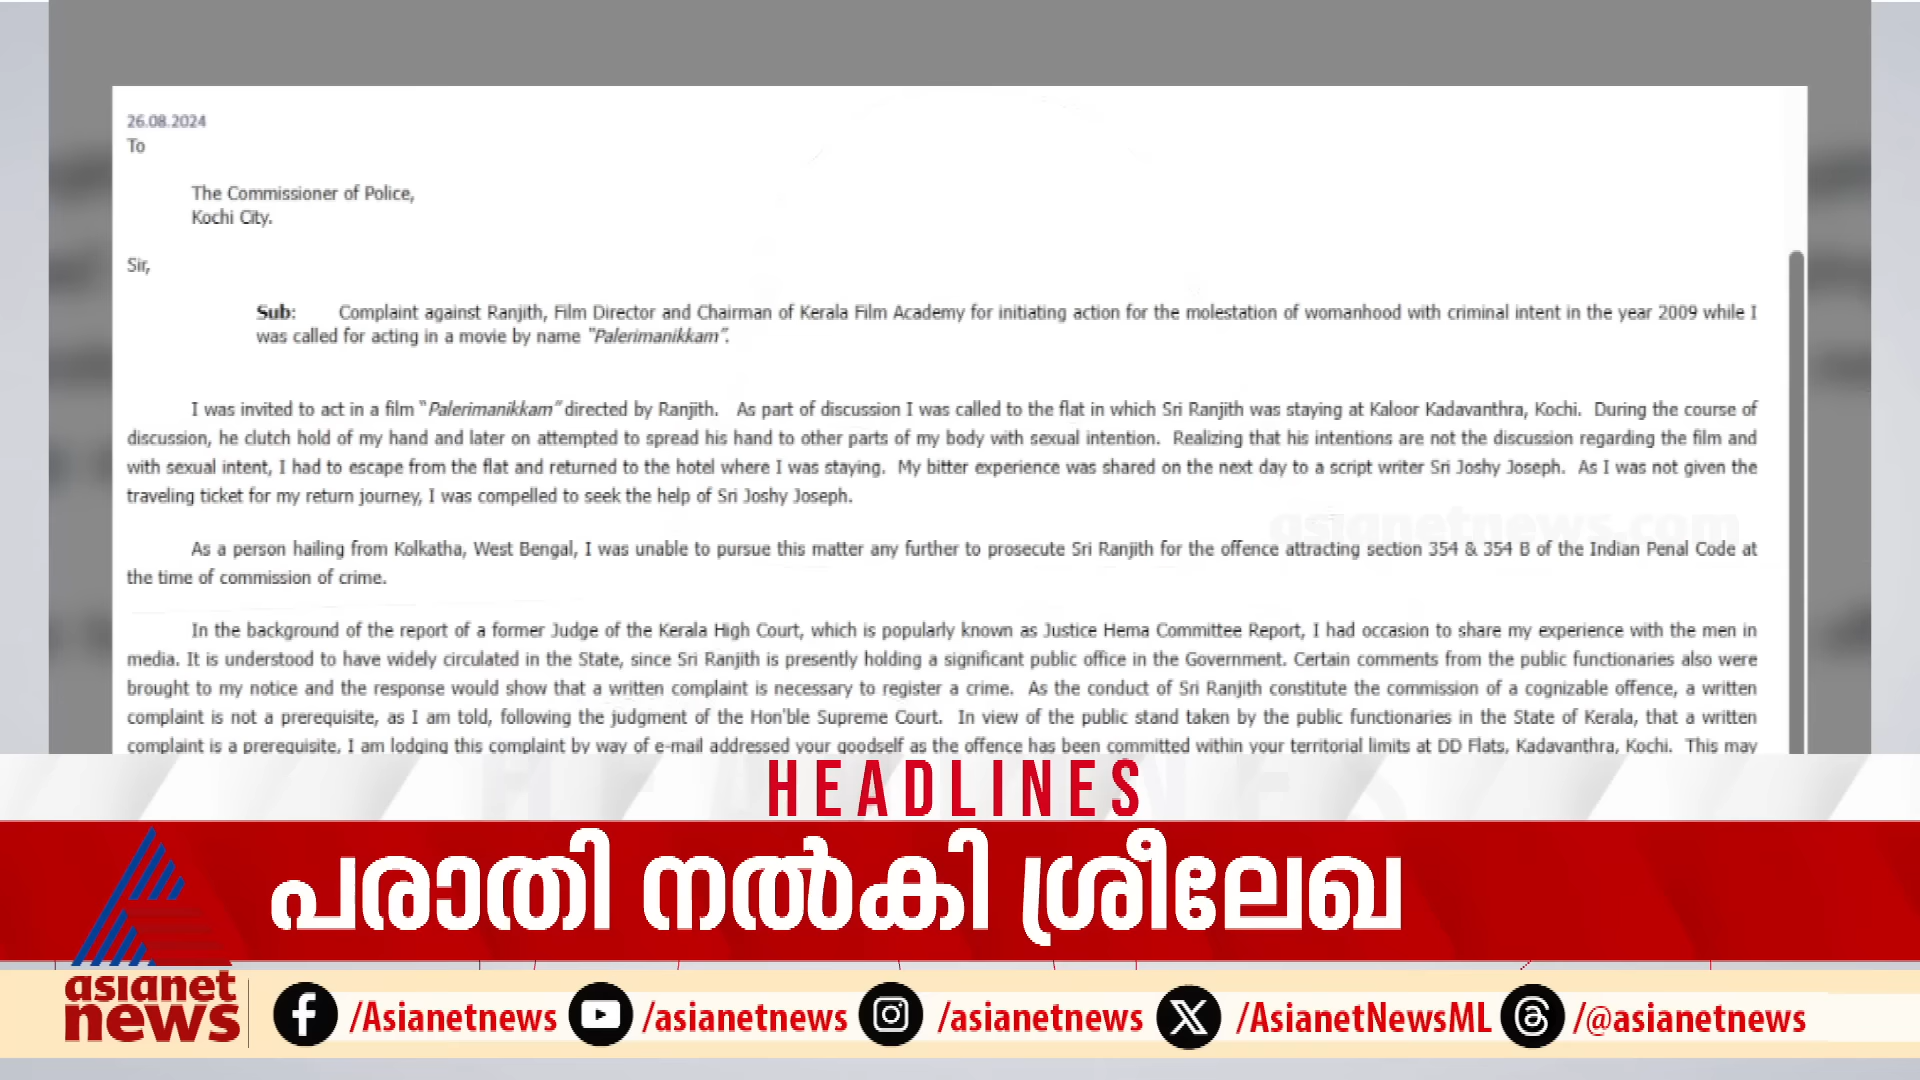 26.08.2024
To
The Commissioner of Police,
Kochi City.
Sir,
Sub: Complaint against Ranjith, Film Director and Chairman of Kerala Film Academy for initiating action for the molestation of womanhood with criminal intent in the year 2009 while I
was called for acting in a movie by name "Palerimanikkam".
I was invited to act in a film "Palerimanikkam" directed by Ranjith. As part of discussion I was called to the flat in which Sri Ranjith was staying at Kaloor Kadavanthra, Kochi. During the course of
discussion, he clutch hold of my hand and later on attempted to spread his hand to other parts of my body with sexual intention. Realizing that his intentions are not the discussion regarding the film and
with sexual intent, I had to escape from the flat and returned to the hotel where I was staying. My bitter experience was shared on the next day to a script writer Sri Joshy Joseph. As I was not given the
traveling ticket for my return journey, I was compelled to seek the help of Sri Joshy Joseph.
asianetnews.com
As a person hailing from Kolkatha, West Bengal, I was unable to pursue this matter any further to prosecute Sri Ranjith for the offence attracting section 354 & 354 B of the Indian Penal Code at
the time of commission of crime.
In the background of the report of a former Judge of the Kerala High Court, which is popularly known as Justice Hema Committee Report, I had occasion to share my experience with the men in
media. It is understood to have widely circulated in the State, since Sri Ranjith is presently holding a significant public office in the Government. Certain comments from the public functionaries also were
brought to my notice and the response would show that a written complaint is necessary to register a crime. As the conduct of Sri Ranjith constitute the commission of a cognizable offence, a written
complaint is not a prerequisite, as I am told, following the judgment of the Hon'ble Supreme Court. In view of the public stand taken by the public functionaries in the State of Kerala, that a written
complaint is a prerequisite, I am lodging this complaint by way of e-mail addressed your goodself as the offence has been committed within your territorial limits at DD Flats, Kadavanthra, Kochi. This may
HEADLINES
പരാതി നൽകി ശ്രീലേഖ
asianet
news
/Asianetnews /asianetnews /asianetnews /AsianetNewsML /@asianetnews